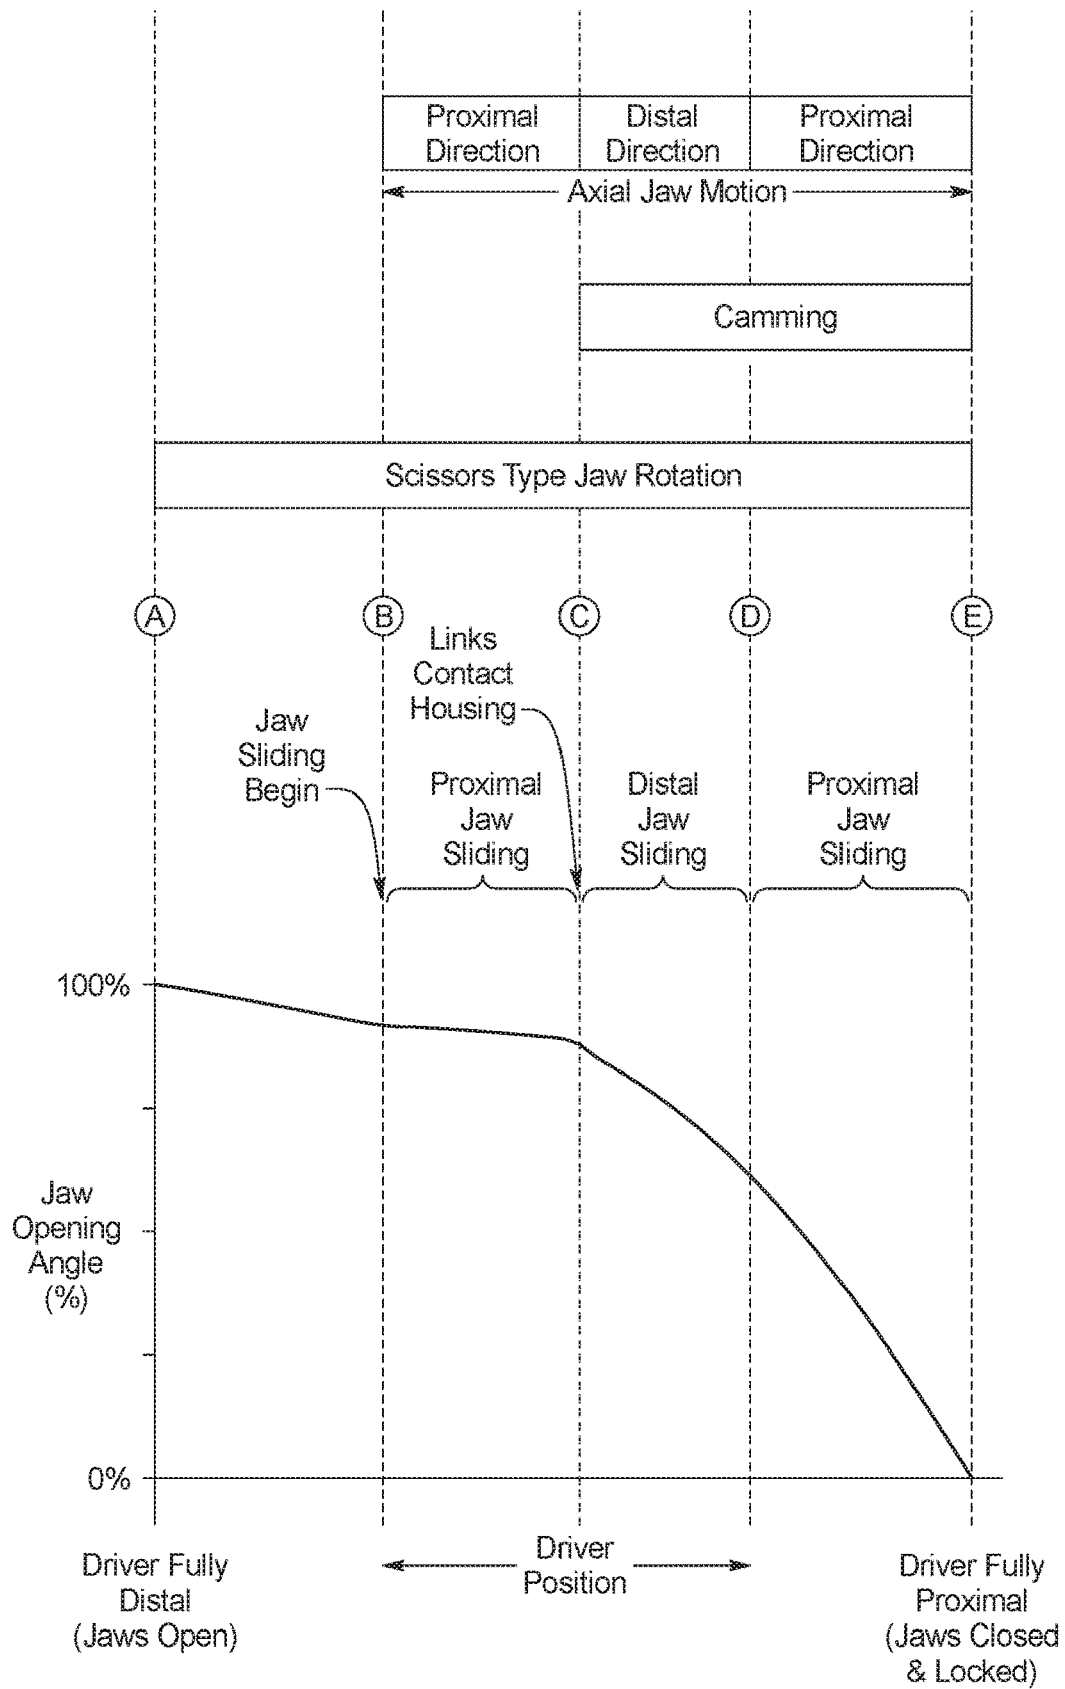 Proximal
Direction
Distal
Direction
Proximal
Direction
Axial Jaw Motion
Camming
Scissors Type Jaw Rotation
A
B
C
D
E
Links
Contact
Housing
Jaw
Sliding
Begin
Proximal
Jaw
Sliding
Distal
Jaw
Sliding
Proximal
Jaw
Sliding
100%
Jaw
Opening
Angle
(%)
0%
Driver Fully
Distal
(Jaws Open)
Driver
Position
Driver Fully
Proximal
(Jaws Closed
& Locked)